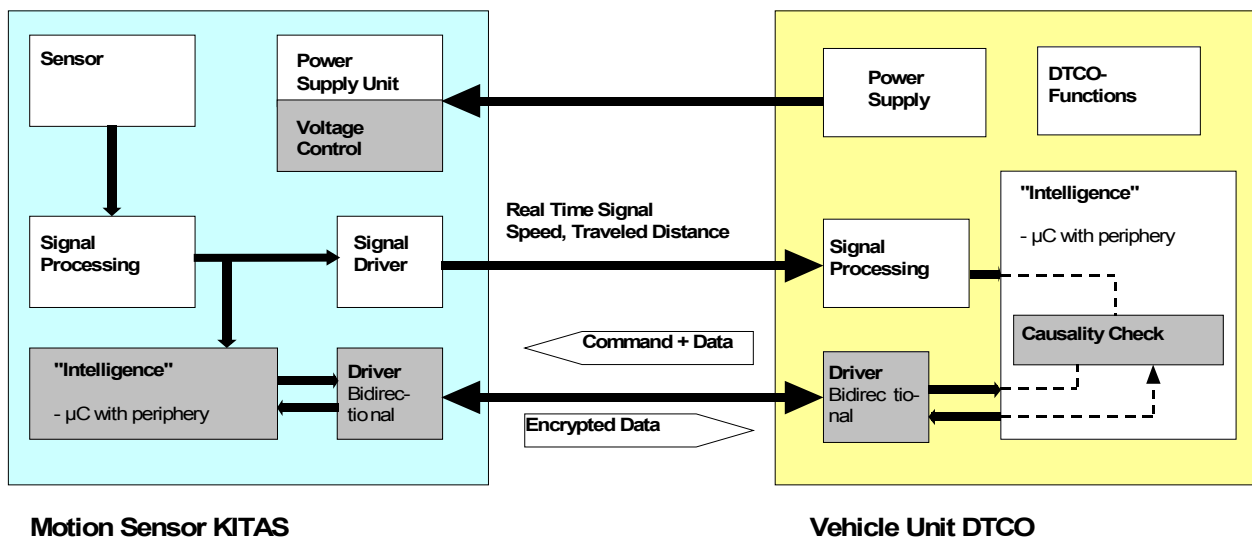 Sensor
Power
Supply Unit
Voltage
Control
Signal
Processing
Signal
Driver
"Intelligence"
- µC with periphery
Driver
Bidirec-
tional
Real Time Signal
Speed, Traveled Distance
Command + Data
Encrypted Data
Power
Supply
DTCO-
Functions
"Intelligence"
- µC with periphery
Signal
Processing
Causality Check
Driver
Bidirec tio-
nal
Motion Sensor KITAS
Vehicle Unit DTCO